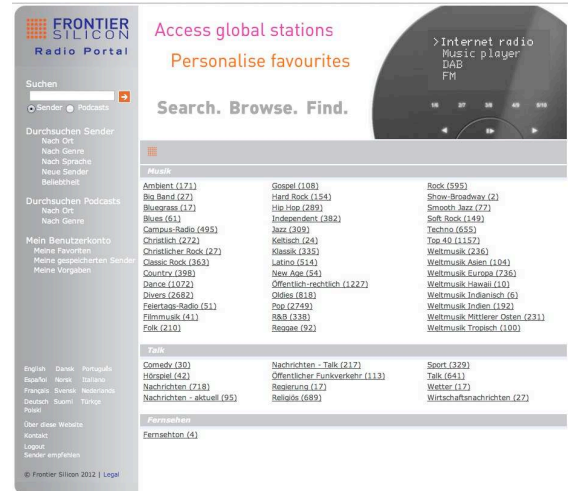 FRONTIER
SILICON
Radio Portal
Suchen
Sender Podcasts
Durchsuchen Sender
Nach Ort
Nach Genre
Nach Sprache
Neue Sender
Beliebtheit
Durchsuchen Podcasts
Nach Ort
Nach Genre
Mein Benutzerkonto
Meine Favoriten
Meine gespeicherten Sender
Meine Vorgaben
English Dansk Português
Español Norsk Italiano
Français Svensk Nederlands
Deutsch Suomi Türkçe
Polski
Über diese Website
Kontakt
Logout
Sender empfehlen
© Frontier Silicon 2012 | Legal
Access global stations
Personalise favourites
Search. Browse. Find.
>Internet radio
Music player
DAB
FM
1/6 2/7 3/8 4/9 5/10
Musik
Ambient (171)
Big Band (27)
Bluegrass (17)
Blues (61)
Campus-Radio (495)
Christlich (272)
Christlicher Rock (27)
Classic Rock (363)
Country (398)
Dance (1072)
Divers (2682)
Feiertags-Radio (51)
Filmmusik (41)
Folk (210)
Gospel (108)
Hard Rock (154)
Hip Hop (289)
Independent (382)
Jazz (309)
Keltisch (24)
Klassik (335)
Latino (514)
New Age (54)
Öffentlich-rechtlich (1227)
Oldies (818)
Pop (2749)
R&B (338)
Reggae (92)
Rock (595)
Show-Broadway (2)
Smooth Jazz (77)
Soft Rock (149)
Techno (655)
Top 40 (1157)
Weltmusik (236)
Weltmusik Asien (104)
Weltmusik Europa (736)
Weltmusik Hawaii (10)
Weltmusik Indianisch (6)
Weltmusik Indien (192)
Weltmusik Mittlerer Osten (231)
Weltmusik Tropisch (100)
Talk
Comedy (30)
Hörspiel (42)
Nachrichten (718)
Nachrichten - aktuell (95)
Nachrichten - Talk (217)
Öffentlicher Funkverkehr (113)
Regierung (17)
Religiös (689)
Sport (329)
Talk (641)
Wetter (17)
Wirtschaftsnachrichten (27)
Fernsehen
Fernsehton (4)